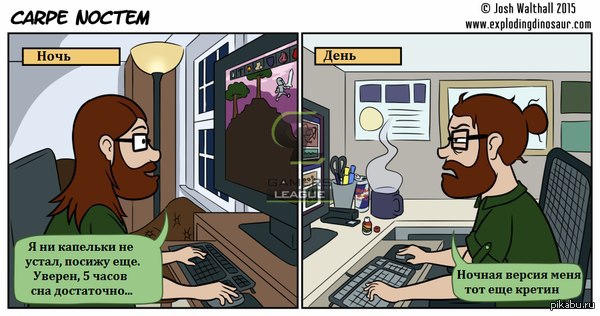 CARPE NOCTEM
© Josh Walthall 2015
www.explodingdinosaur.com
Ночь
Я ни капельки не
устал, посижу еще.
Уверен, 5 часов
сна достаточно...
День
Ночная версия меня
тот еще кретин
LEAGUE
pikabu.ru